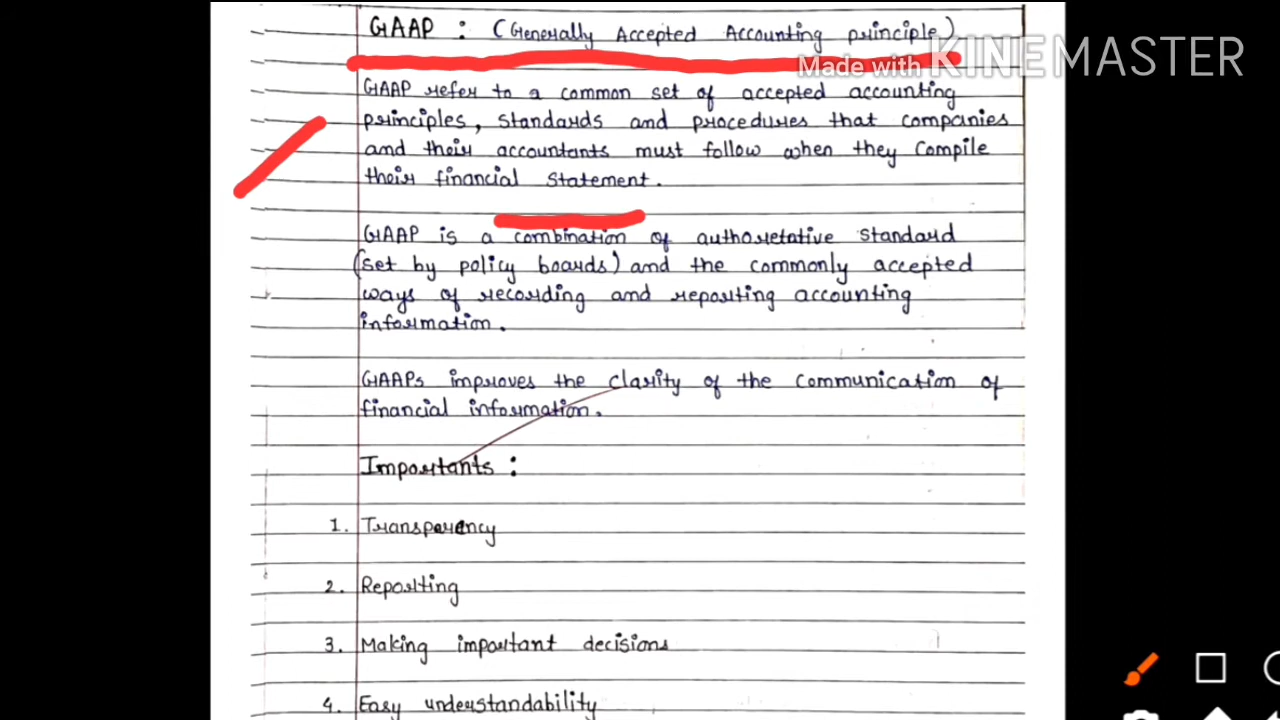 GAAP : (Generally Accepted Accounting principle)
Made with KINEMASTER
GAAP refer to a common set of accepted accounting
principles, standards and procedures that companies
and their accountants must follow when they compile
their financial statement.
GAAP is a combination of authoretative standard
(set by policy boards) and the commonly accepted
ways of recording and reporting accounting
information.
GAAPs improves the clarity of the communication of
financial information.
Importants :
1. Transparency
2. Reporting
3. Making important decisions
4. Easy understandability